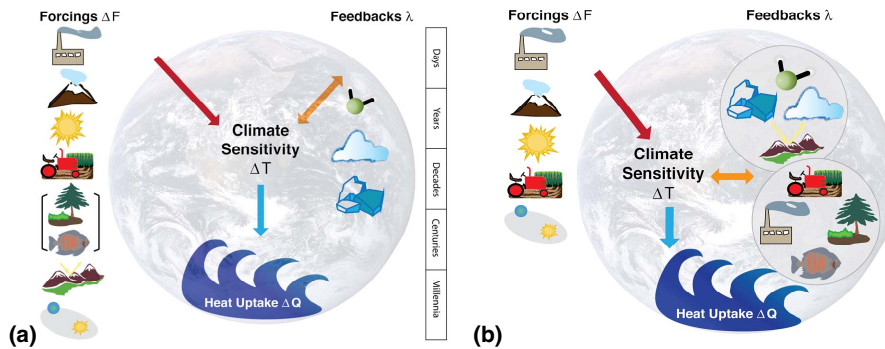 Forcings ΔF
Feedbacks λ
Climate
Sensitivity
ΔT
Heat Uptake ΔQ
Days
Years
Decades
Centuries
Millennia
(a)
Forcings ΔF
Feedbacks λ
Climate
Sensitivity
ΔT
Heat Uptake ΔQ
(b)